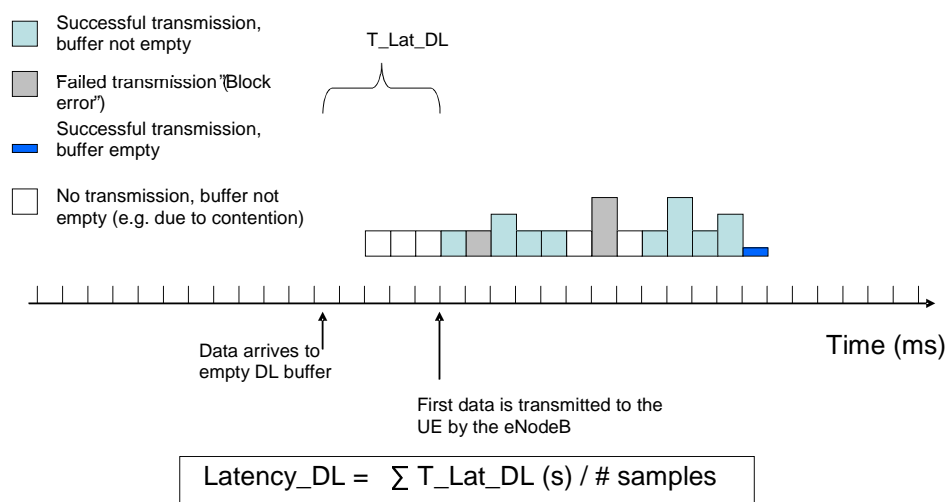 Successful transmission,
buffer not empty
Failed transmission"(Block
error")
Successful transmission,
buffer empty
No transmission, buffer not
empty (e.g. due to contention)
T_Lat_DL
Data arrives to
empty DL buffer
First data is transmitted to the
UE by the eNodeB
Time (ms)
Latency_DL = ∑ T_Lat_DL (s) / # samples